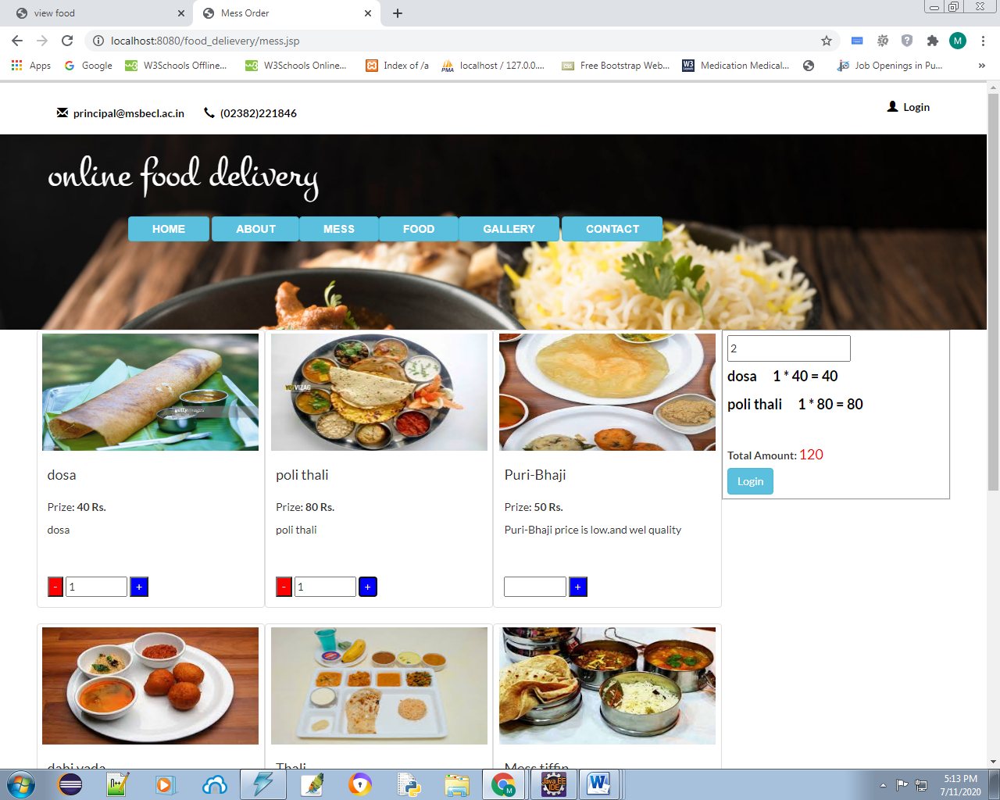 view food
Mess Order
localhost:8080/food_delievery/mess.jsp
M
Apps
Google
W3Schools Offline...
W3Schools Online...
Index of /a
localhost / 127.0.0....
Free Bootstrap Web...
Medication Medical...
Job Openings in Pu...
»
principal@msbecl.ac.in
(02382)221846
Login
online food delivery
HOME
ABOUT
MESS
FOOD
GALLERY
CONTACT
gettyimages
VIZAG
2
dosa 1 * 40 = 40
poli thali 1 * 80 = 80
Total Amount: 120
Login
dosa
Prize: 40 Rs.
dosa
- 1 +
poli thali
Prize: 80 Rs.
poli thali
- 1 +
Puri-Bhaji
Prize: 50 Rs.
Puri-Bhaji price is low.and wel quality
+
dahi vada
Thali
Mess tiffin
Java EE
IDE
5:13 PM
7/11/2020